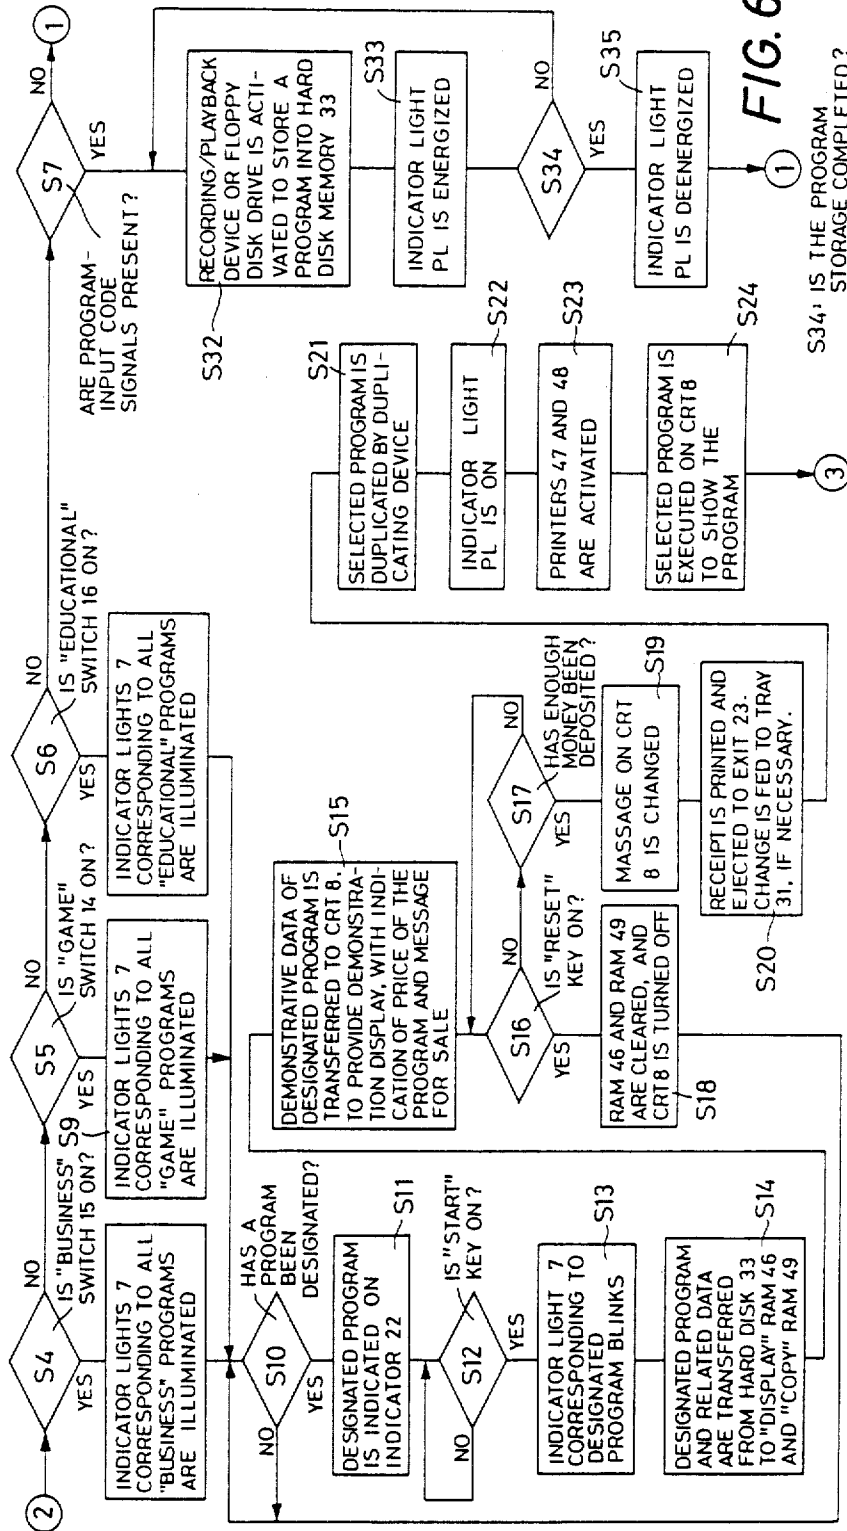 2
S4
IS "BUSINESS"
SWITCH 15 ON?
NO
YES
INDICATOR LIGHTS 7
CORRESPONDING TO ALL
"BUSINESS" PROGRAMS
ARE ILLUMINATED
S5
IS "GAME"
SWITCH 14 ON?
NO
YES
S9
INDICATOR LIGHTS 7
CORRESPONDING TO ALL
"GAME" PROGRAMS
ARE ILLUMINATED
S6
IS "EDUCATIONAL"
SWITCH 16 ON?
NO
YES
INDICATOR LIGHTS 7
CORRESPONDING TO ALL
"EDUCATIONAL" PROGRAMS
ARE ILLUMINATED
S7
ARE PROGRAM-
INPUT CODE
SIGNALS PRESENT?
NO
1
YES
S10
HAS A
PROGRAM
BEEN
DESIGNATED?
NO
YES
S11
DESIGNATED PROGRAM
IS INDICATED ON
INDICATOR 22
S12
IS "START"
KEY ON?
NO
YES
S13
INDICATOR LIGHT 7
CORRESPONDING TO
DESIGNATED
PROGRAM BLINKS
S14
DESIGNATED PROGRAM
AND RELATED DATA
ARE TRANSFERRED
FROM HARD DISK 33
TO "DISPLAY" RAM 46
AND "COPY" RAM 49
S15
DEMONSTRATIVE DATA OF
DESIGNATED PROGRAM IS
TRANSFERRED TO CRT 8,
TO PROVIDE DEMONSTRA-
TION DISPLAY, WITH INDI-
CATION OF PRICE OF THE
PROGRAM AND MESSAGE
FOR SALE
S16
IS "RESET"
KEY ON?
NO
YES
S18
RAM 46 AND RAM 49
ARE CLEARED, AND
CRT 8 IS TURNED OFF
S17
HAS ENOUGH
MONEY BEEN
DEPOSITED?
NO
YES
S19
MASSAGE ON CRT
8 IS CHANGED
S20
RECEIPT IS PRINTED AND
EJECTED TO EXIT 23.
CHANGE IS FED TO TRAY
31, IF NECESSARY.
S21
SELECTED PROGRAM IS
DUPLICATED BY DUPLI-
CATING DEVICE
S22
INDICATOR LIGHT
PL IS ON
S23
PRINTERS 47 AND 48
ARE ACTIVATED
S24
SELECTED PROGRAM IS
EXECUTED ON CRT8
TO SHOW THE
PROGRAM
3
S32
RECORDING/PLAYBACK
DEVICE OR FLOPPY
DISK DRIVE IS ACTI-
VATED TO STORE A
PROGRAM INTO HARD
DISK MEMORY 33
S33
INDICATOR LIGHT
PL IS ENERGIZED
S34
NO
YES
S35
INDICATOR LIGHT
PL IS DEENERGIZED
1
S34: IS THE PROGRAM
STORAGE COMPLETED?
FIG. 6